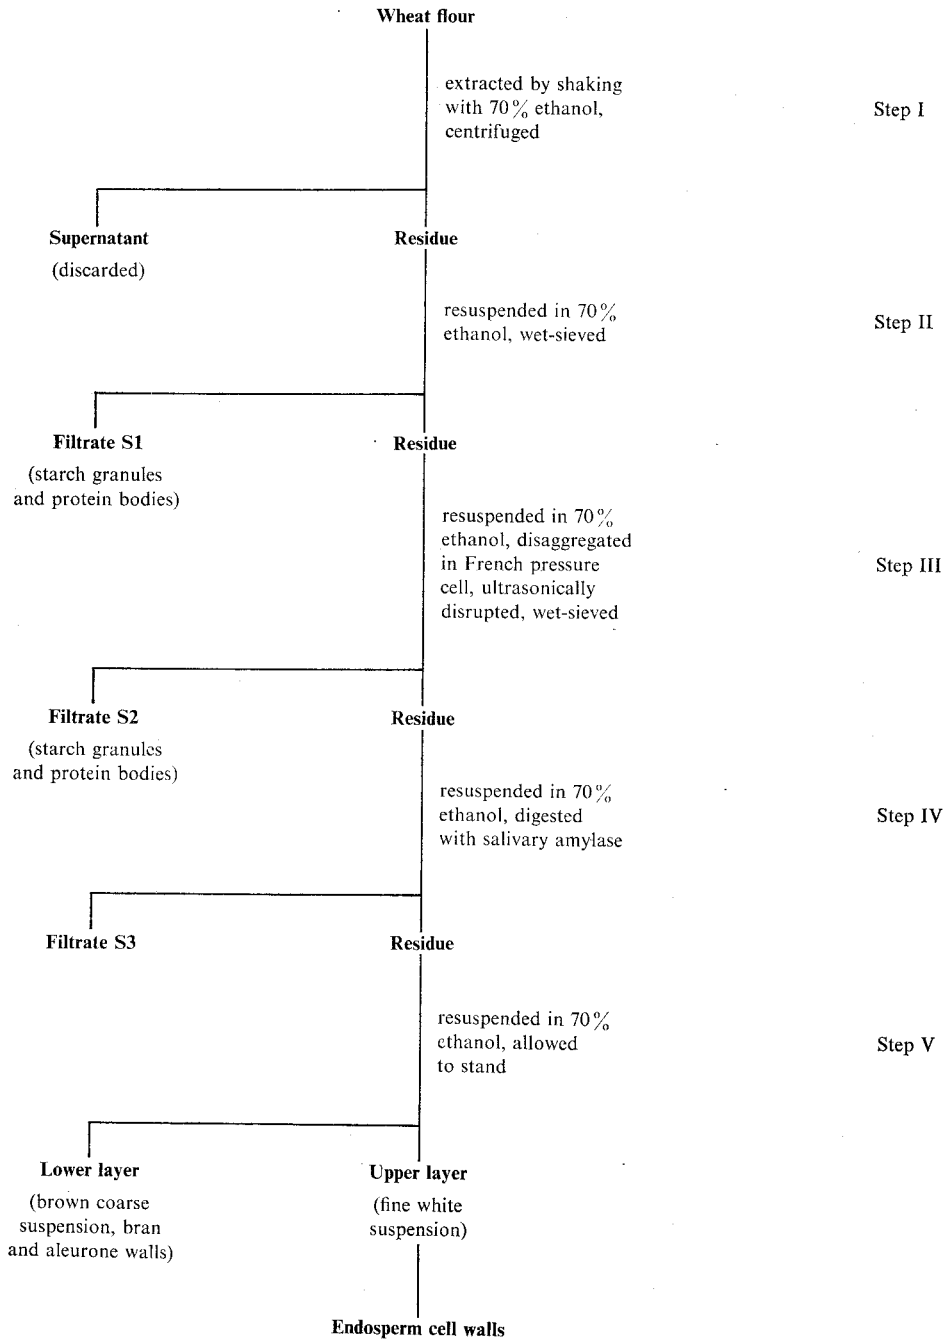 Wheat flour
extracted by shaking
with 70% ethanol,
centrifuged
Step I
Supernatant
(discarded)
Residue
resuspended in 70%
ethanol, wet-sieved
Step II
Filtrate S1
(starch granules
and protein bodies)
Residue
resuspended in 70%
ethanol, disaggregated
in French pressure
cell, ultrasonically
disrupted, wet-sieved
Step III
Filtrate S2
(starch granules
and protein bodies)
Residue
resuspended in 70%
ethanol, digested
with salivary amylase
Step IV
Filtrate S3
Residue
resuspended in 70%
ethanol, allowed
to stand
Step V
Lower layer
(brown coarse
suspension, bran
and aleurone walls)
Upper layer
(fine white
suspension)
Endosperm cell walls